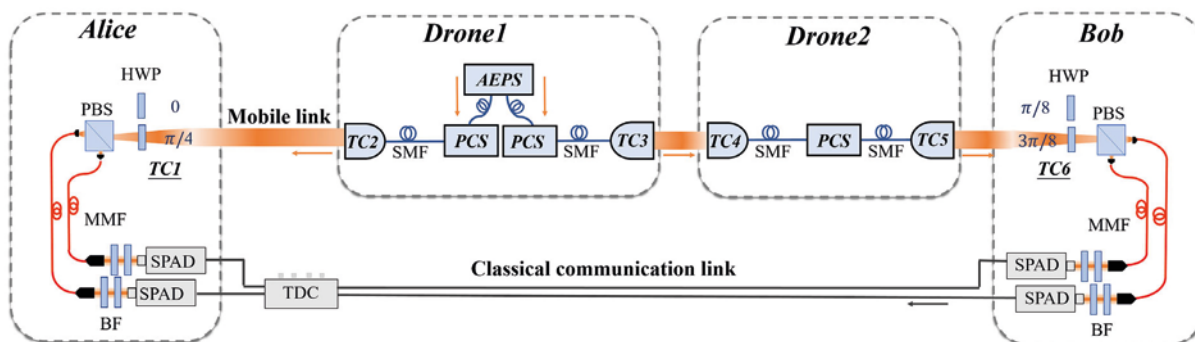 Alice
Drone1
Drone2
Bob
HWP
PBS
0
π/4
TC1
Mobile link
AEPS
TC2
SMF
PCS
PCS
SMF
TC3
TC4
SMF
PCS
SMF
TC5
HWP
π/8
3π/8
TC6
PBS
MMF
MMF
SPAD
SPAD
BF
TDC
Classical communication link
SPAD
SPAD
BF